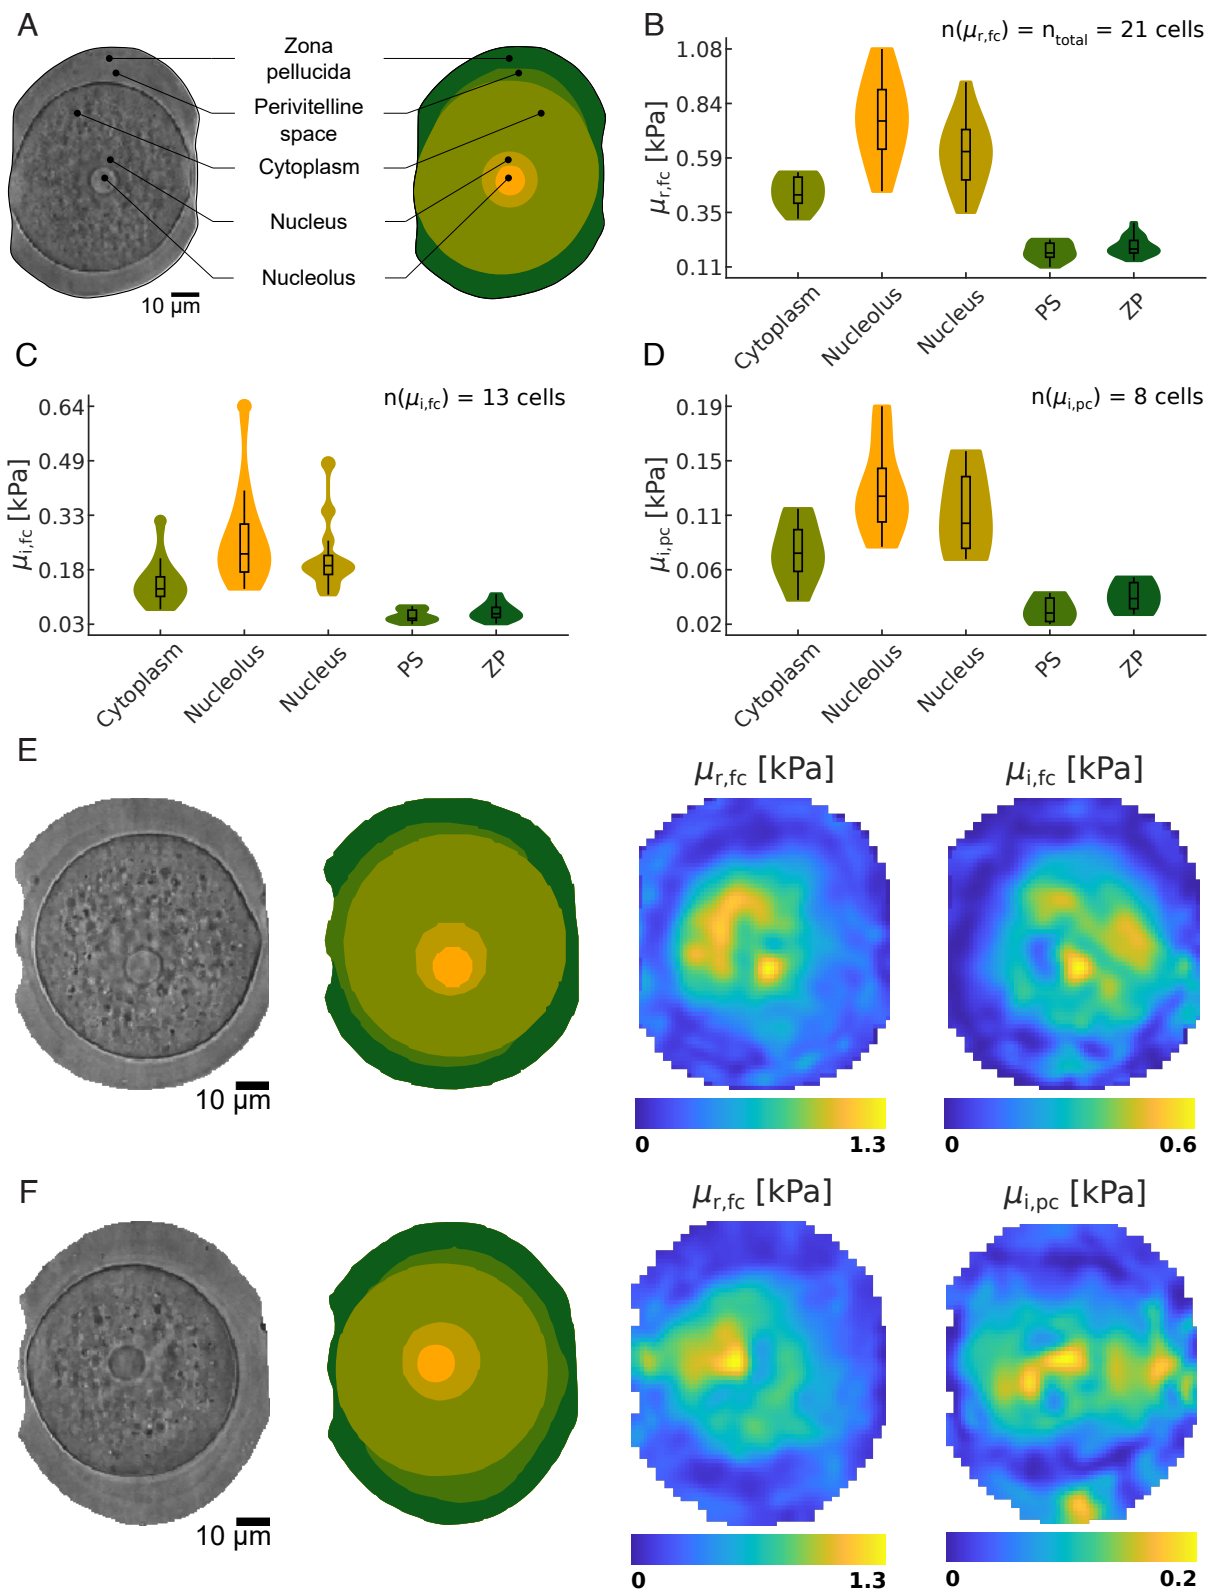 A
Zona
pellucida
Perivitelline
space
Cytoplasm
Nucleus
Nucleolus
10 μm
B
n(μr,fc) = ntotal = 21 cells
μr,fc [kPa]
1.08
0.84
0.59
0.35
0.11
Cytoplasm
Nucleolus
Nucleus
PS
ZP
C
n(μi,fc) = 13 cells
μi,fc [kPa]
0.64
0.49
0.33
0.18
0.03
Cytoplasm
Nucleolus
Nucleus
PS
ZP
D
n(μi,pc) = 8 cells
μi,pc [kPa]
0.19
0.15
0.11
0.06
0.02
Cytoplasm
Nucleolus
Nucleus
PS
ZP
E
μr,fc [kPa]
μi,fc [kPa]
10 μm
0 1.3
0 0.6
F
μr,fc [kPa]
μi,pc [kPa]
10 μm
0 1.3
0 0.2